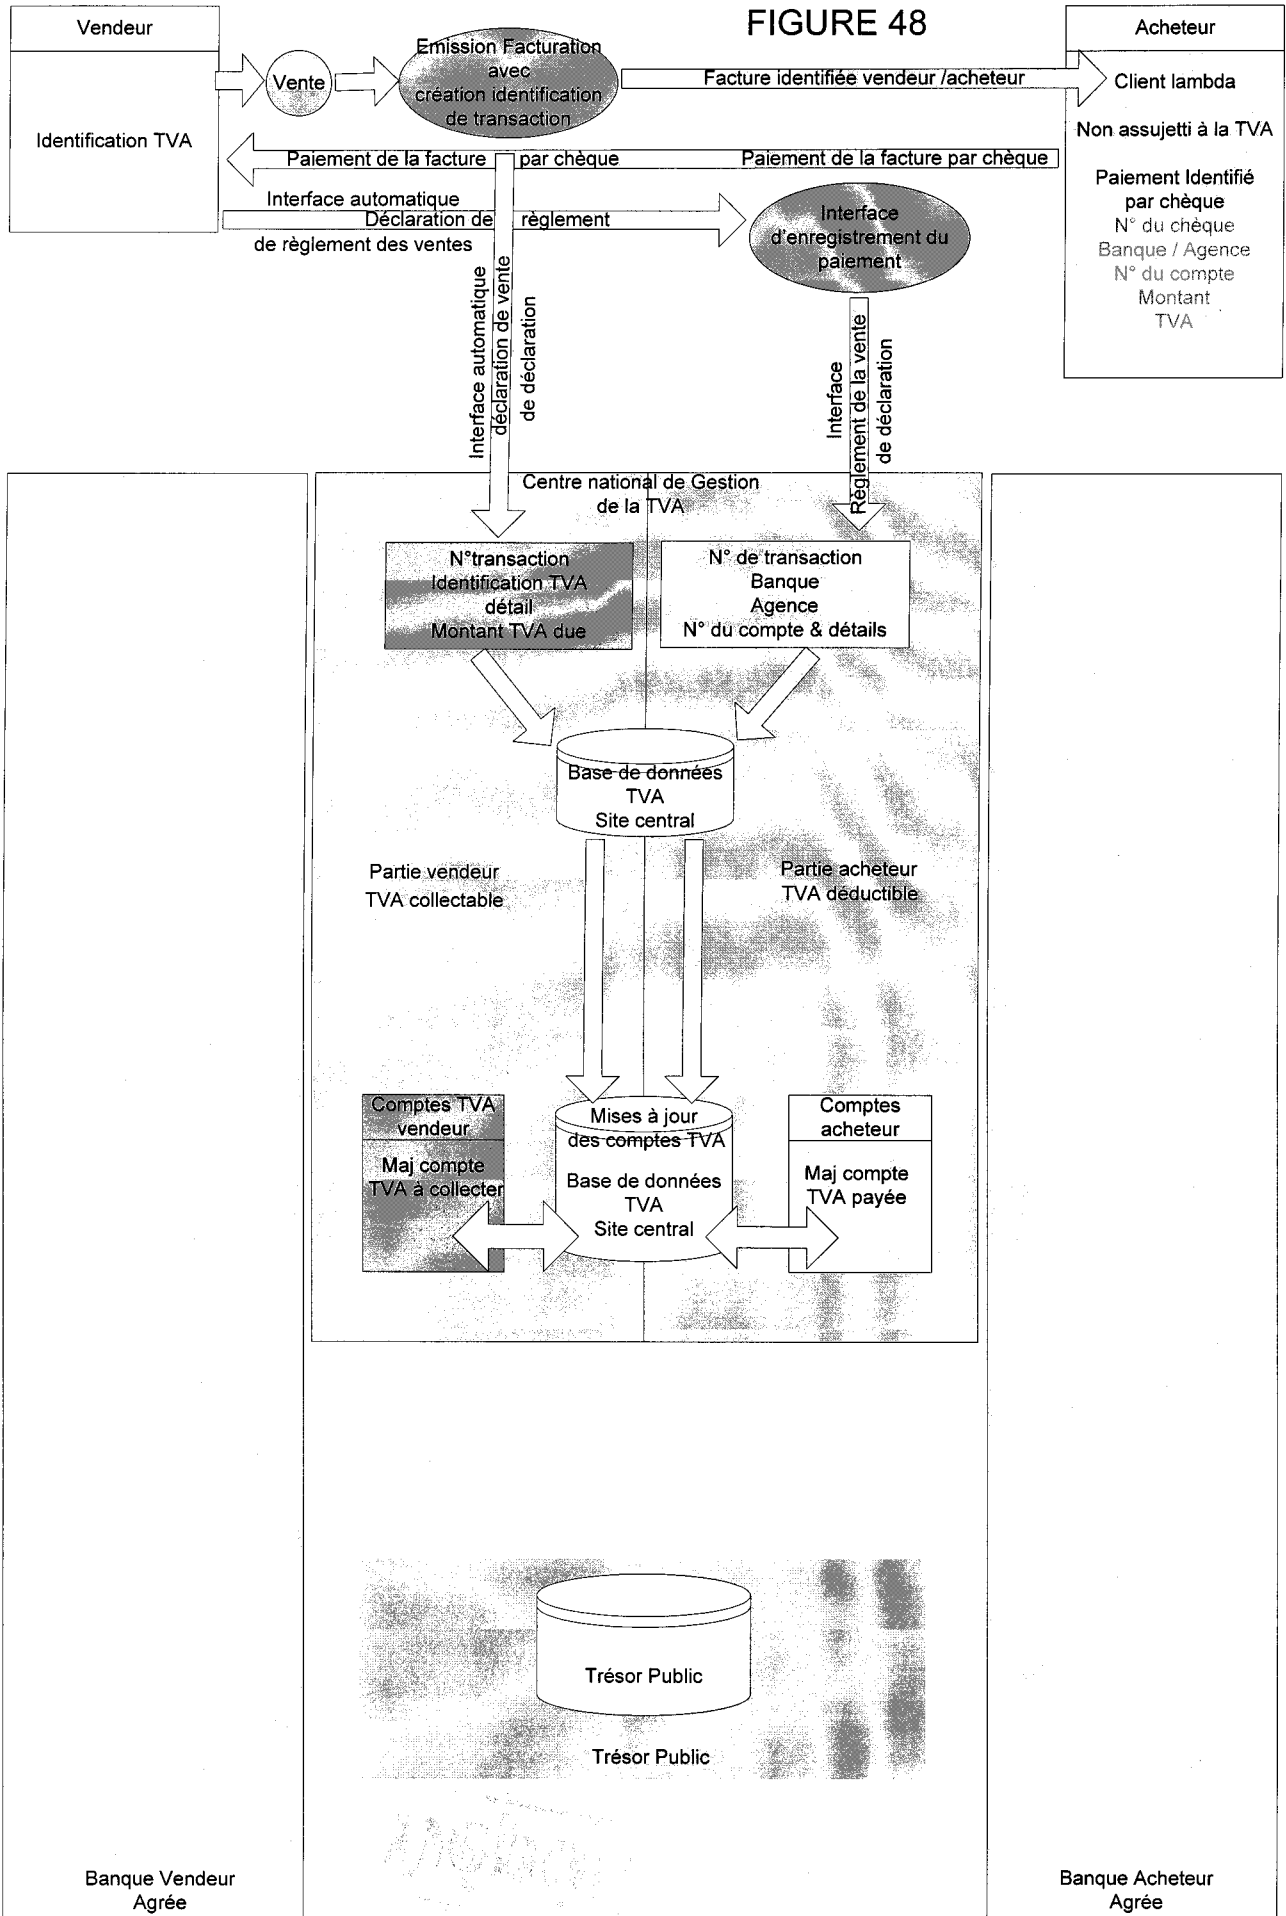 FIGURE 48
Vendeur
Identification TVA
Vente
Emission Facturation
avec
création identification
de transaction
Facture identifiée vendeur /acheteur
Acheteur
Client lambda
Non assujetti à la TVA
Paiement Identifié
par chèque
N° du chèque
Banque / Agence
N° du compte
Montant
TVA
Paiement de la facture par chèque
Paiement de la facture par chèque
Interface automatique
Déclaration de règlement
de règlement des ventes
Interface
d'enregistrement du
paiement
Interface automatique
déclaration de vente
de déclaration
Interface
Règlement de la vente
de déclaration
Centre national de Gestion
de la TVA
N°transaction
Identification TVA
détail
Montant TVA due
N° de transaction
Banque
Agence
N° du compte & détails
Base de données
TVA
Site central
Partie vendeur
TVA collectable
Partie acheteur
TVA déductible
Comptes TVA
vendeur
Maj compte
TVA à collecter
Mises à jour
des comptes TVA
Base de données
TVA
Site central
Comptes
acheteur
Maj compte
TVA payée
Trésor Public
Trésor Public
Banque Vendeur
Agrée
Banque Acheteur
Agrée